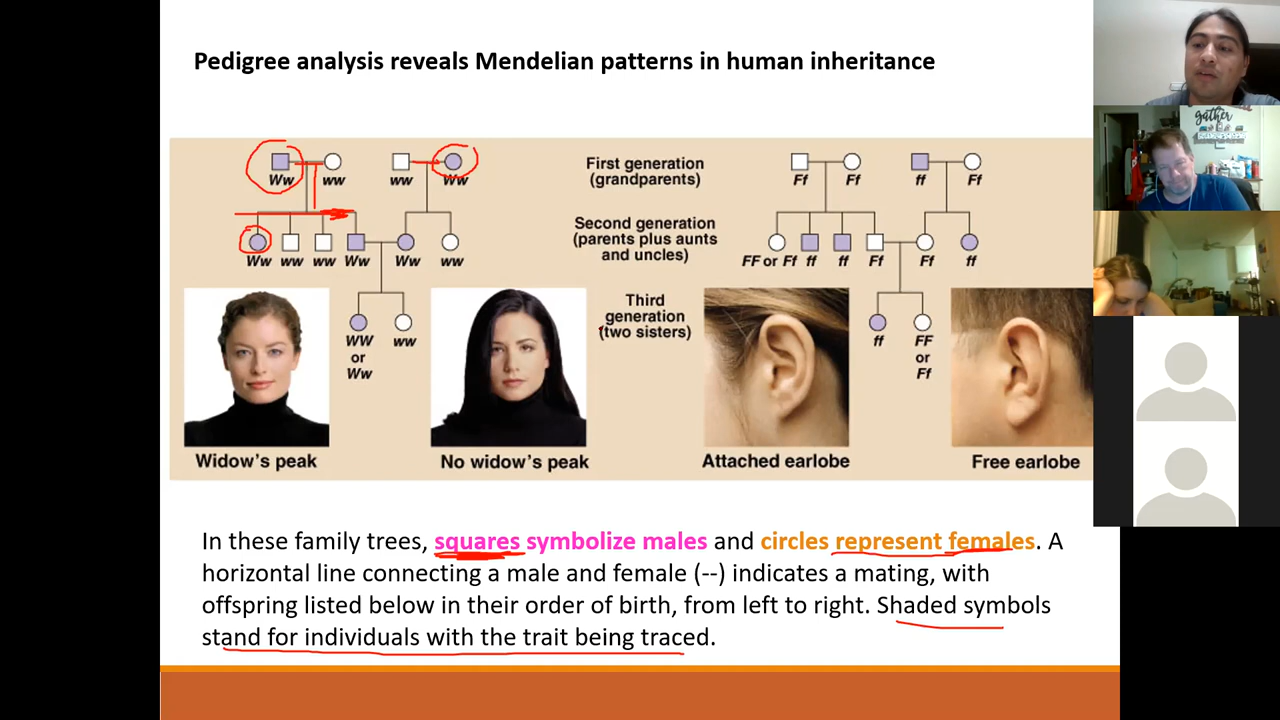 Pedigree analysis reveals Mendelian patterns in human inheritance
Ww ww ww Ww
First generation
(grandparents)
Ff Ff ff Ff
Ww ww ww Ww Ww ww
Second generation
(parents plus aunts
and uncles)
FF or Ff ff ff Ff Ff ff
WW
or
Ww
ww
Third
generation
(two sisters)
ff
FF
or
Ff
Widow's peak
No widow's peak
Attached earlobe
Free earlobe
In these family trees, squares symbolize males and circles represent females. A
horizontal line connecting a male and female (--) indicates a mating, with
offspring listed below in their order of birth, from left to right. Shaded symbols
stand for individuals with the trait being traced.
gather